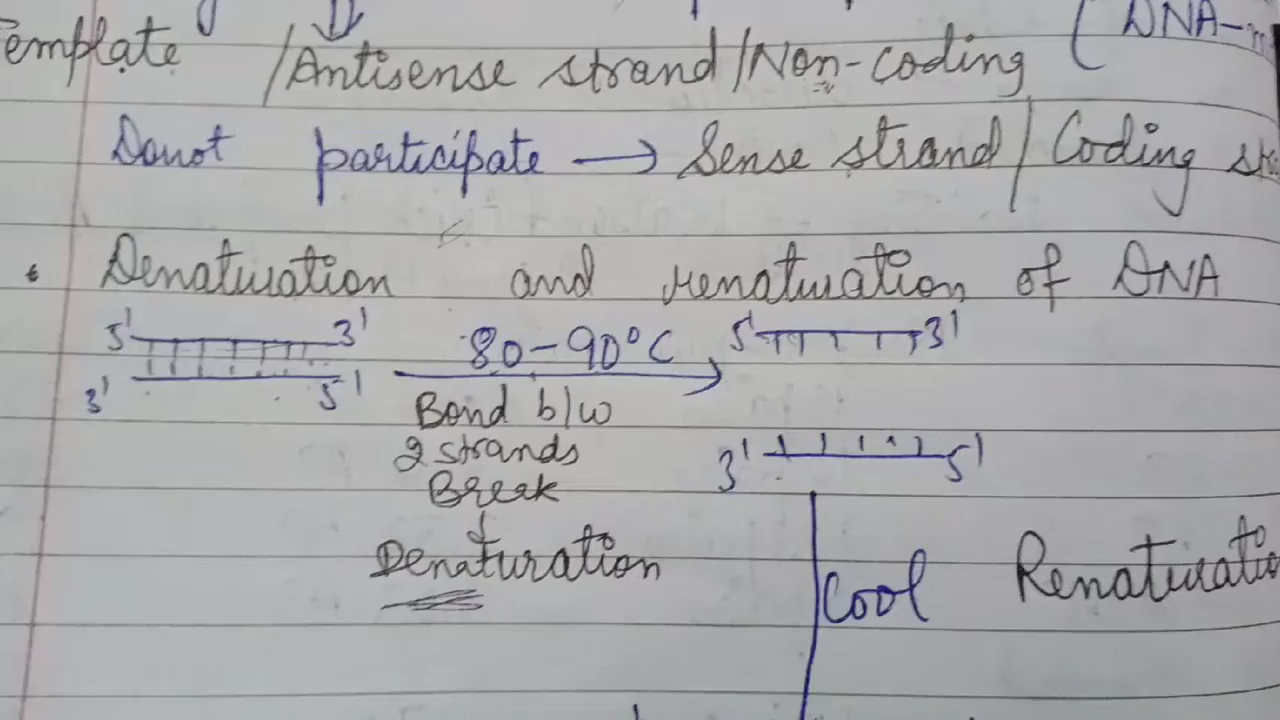 Template /Antisense strand/Non-coding (DNA-
Donot participate → Sense strand/Coding
• Denaturation and renaturation of DNA
5' 3' 80-90°C 5' 3'
3' 5' Bond b/w
2 strands 3' 5'
Break
↓
Denaturation
Cool Renaturatio